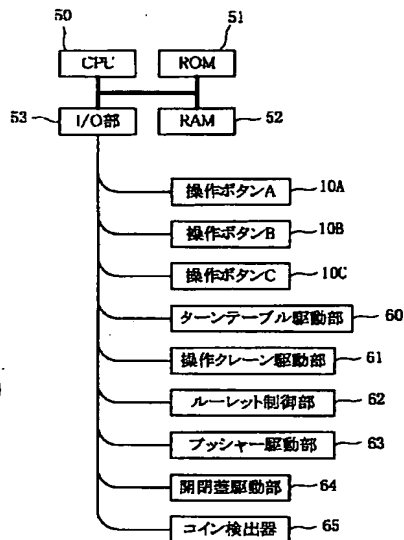 50
51
CPU
ROM
53
I/O部
RAM
52
操作ボタンA
10A
操作ボタンB
10B
操作ボタンC
10C
ターンテーブル駆動部
60
操作クレーン駆動部
61
ルーレット制御部
62
プッシャー駆動部
63
開閉蓋駆動部
64
コイン検出器
65